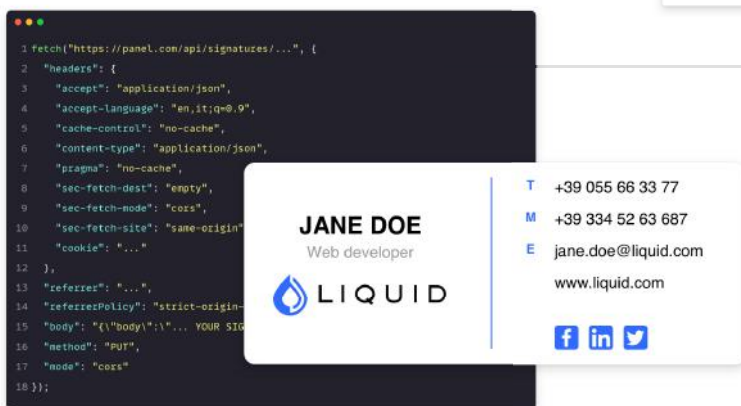 1 fetch("https://panel.com/api/signatures/...", {
2 "headers": {
3 "accept": "application/json",
4 "accept-language": "en,it;q=0.9",
5 "cache-control": "no-cache",
6 "content-type": "application/json",
7 "pragma": "no-cache",
8 "sec-fetch-dest": "empty",
9 "sec-fetch-mode": "cors",
10 "sec-fetch-site": "same-origin"
11 "cookie": "..."
12 },
13 "referrer": "...",
14 "referrerPolicy": "strict-origin-
15 "body": "{\"body\":\"... YOUR SIG
16 "method": "PUT",
17 "mode": "cors"
18 });
JANE DOE
Web developer
LIQUID
T +39 055 66 33 77
M +39 334 52 63 687
E jane.doe@liquid.com
www.liquid.com
f in